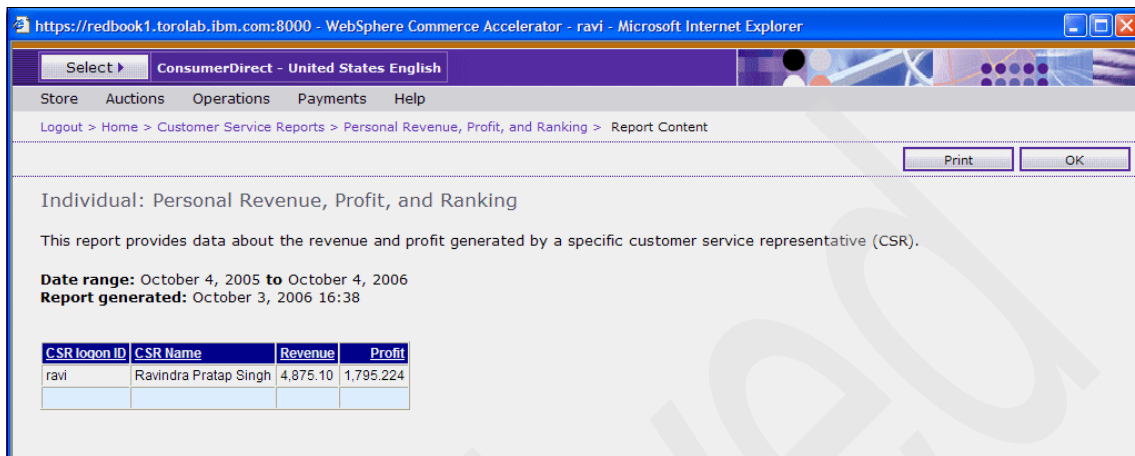 https://redbook1.torolab.ibm.com:8000 - WebSphere Commerce Accelerator - ravi - Microsoft Internet Explorer
Select ConsumerDirect - United States English
Store Auctions Operations Payments Help
Logout > Home > Customer Service Reports > Personal Revenue, Profit, and Ranking > Report Content
Print OK
Individual: Personal Revenue, Profit, and Ranking
This report provides data about the revenue and profit generated by a specific customer service representative (CSR).
Date range: October 4, 2005 to October 4, 2006
Report generated: October 3, 2006 16:38
CSR logon ID CSR Name Revenue Profit
ravi Ravindra Pratap Singh 4,875.10 1,795.224